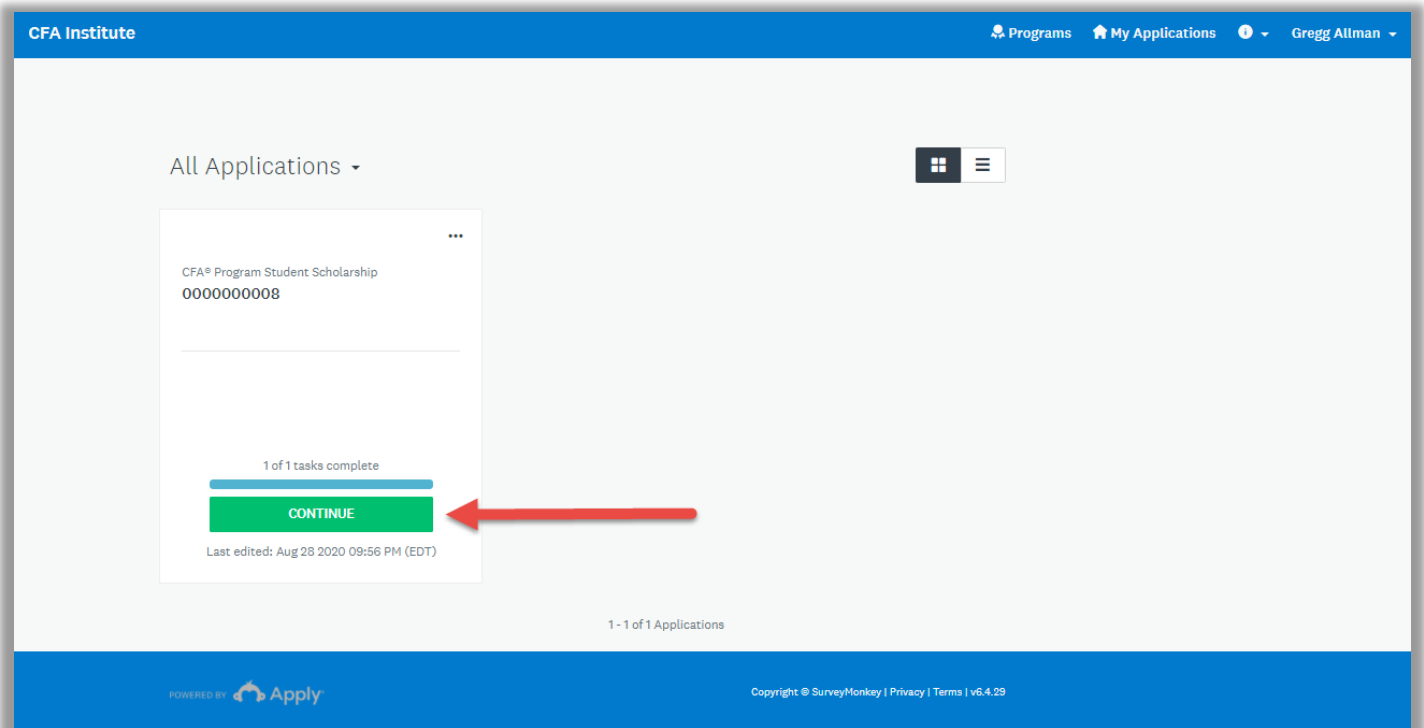 CFA Institute
Programs
My Applications
Gregg Allman
All Applications
CFA® Program Student Scholarship
0000000008
1 of 1 tasks complete
CONTINUE
Last edited: Aug 28 2020 09:56 PM (EDT)
1 - 1 of 1 Applications
POWERED BY Apply
Copyright © SurveyMonkey | Privacy | Terms | v6.4.29